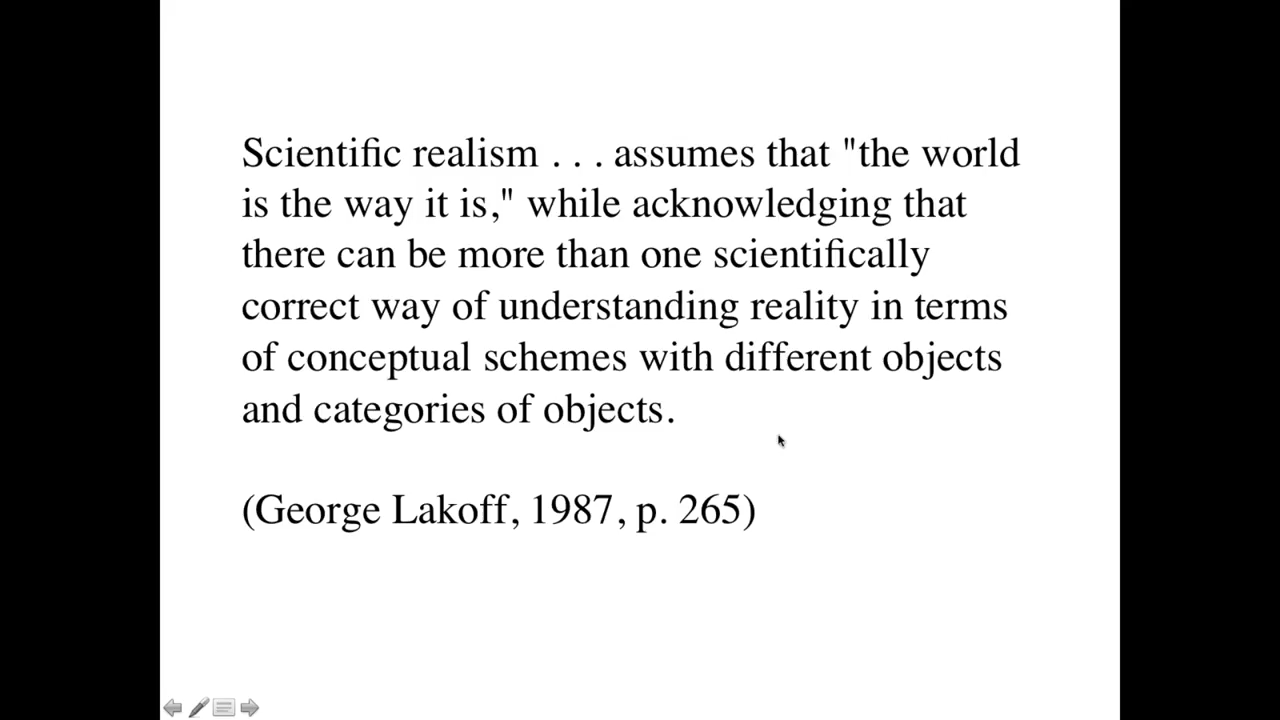 Scientific realism . . . assumes that "the world
is the way it is," while acknowledging that
there can be more than one scientifically
correct way of understanding reality in terms
of conceptual schemes with different objects
and categories of objects.
(George Lakoff, 1987, p. 265)